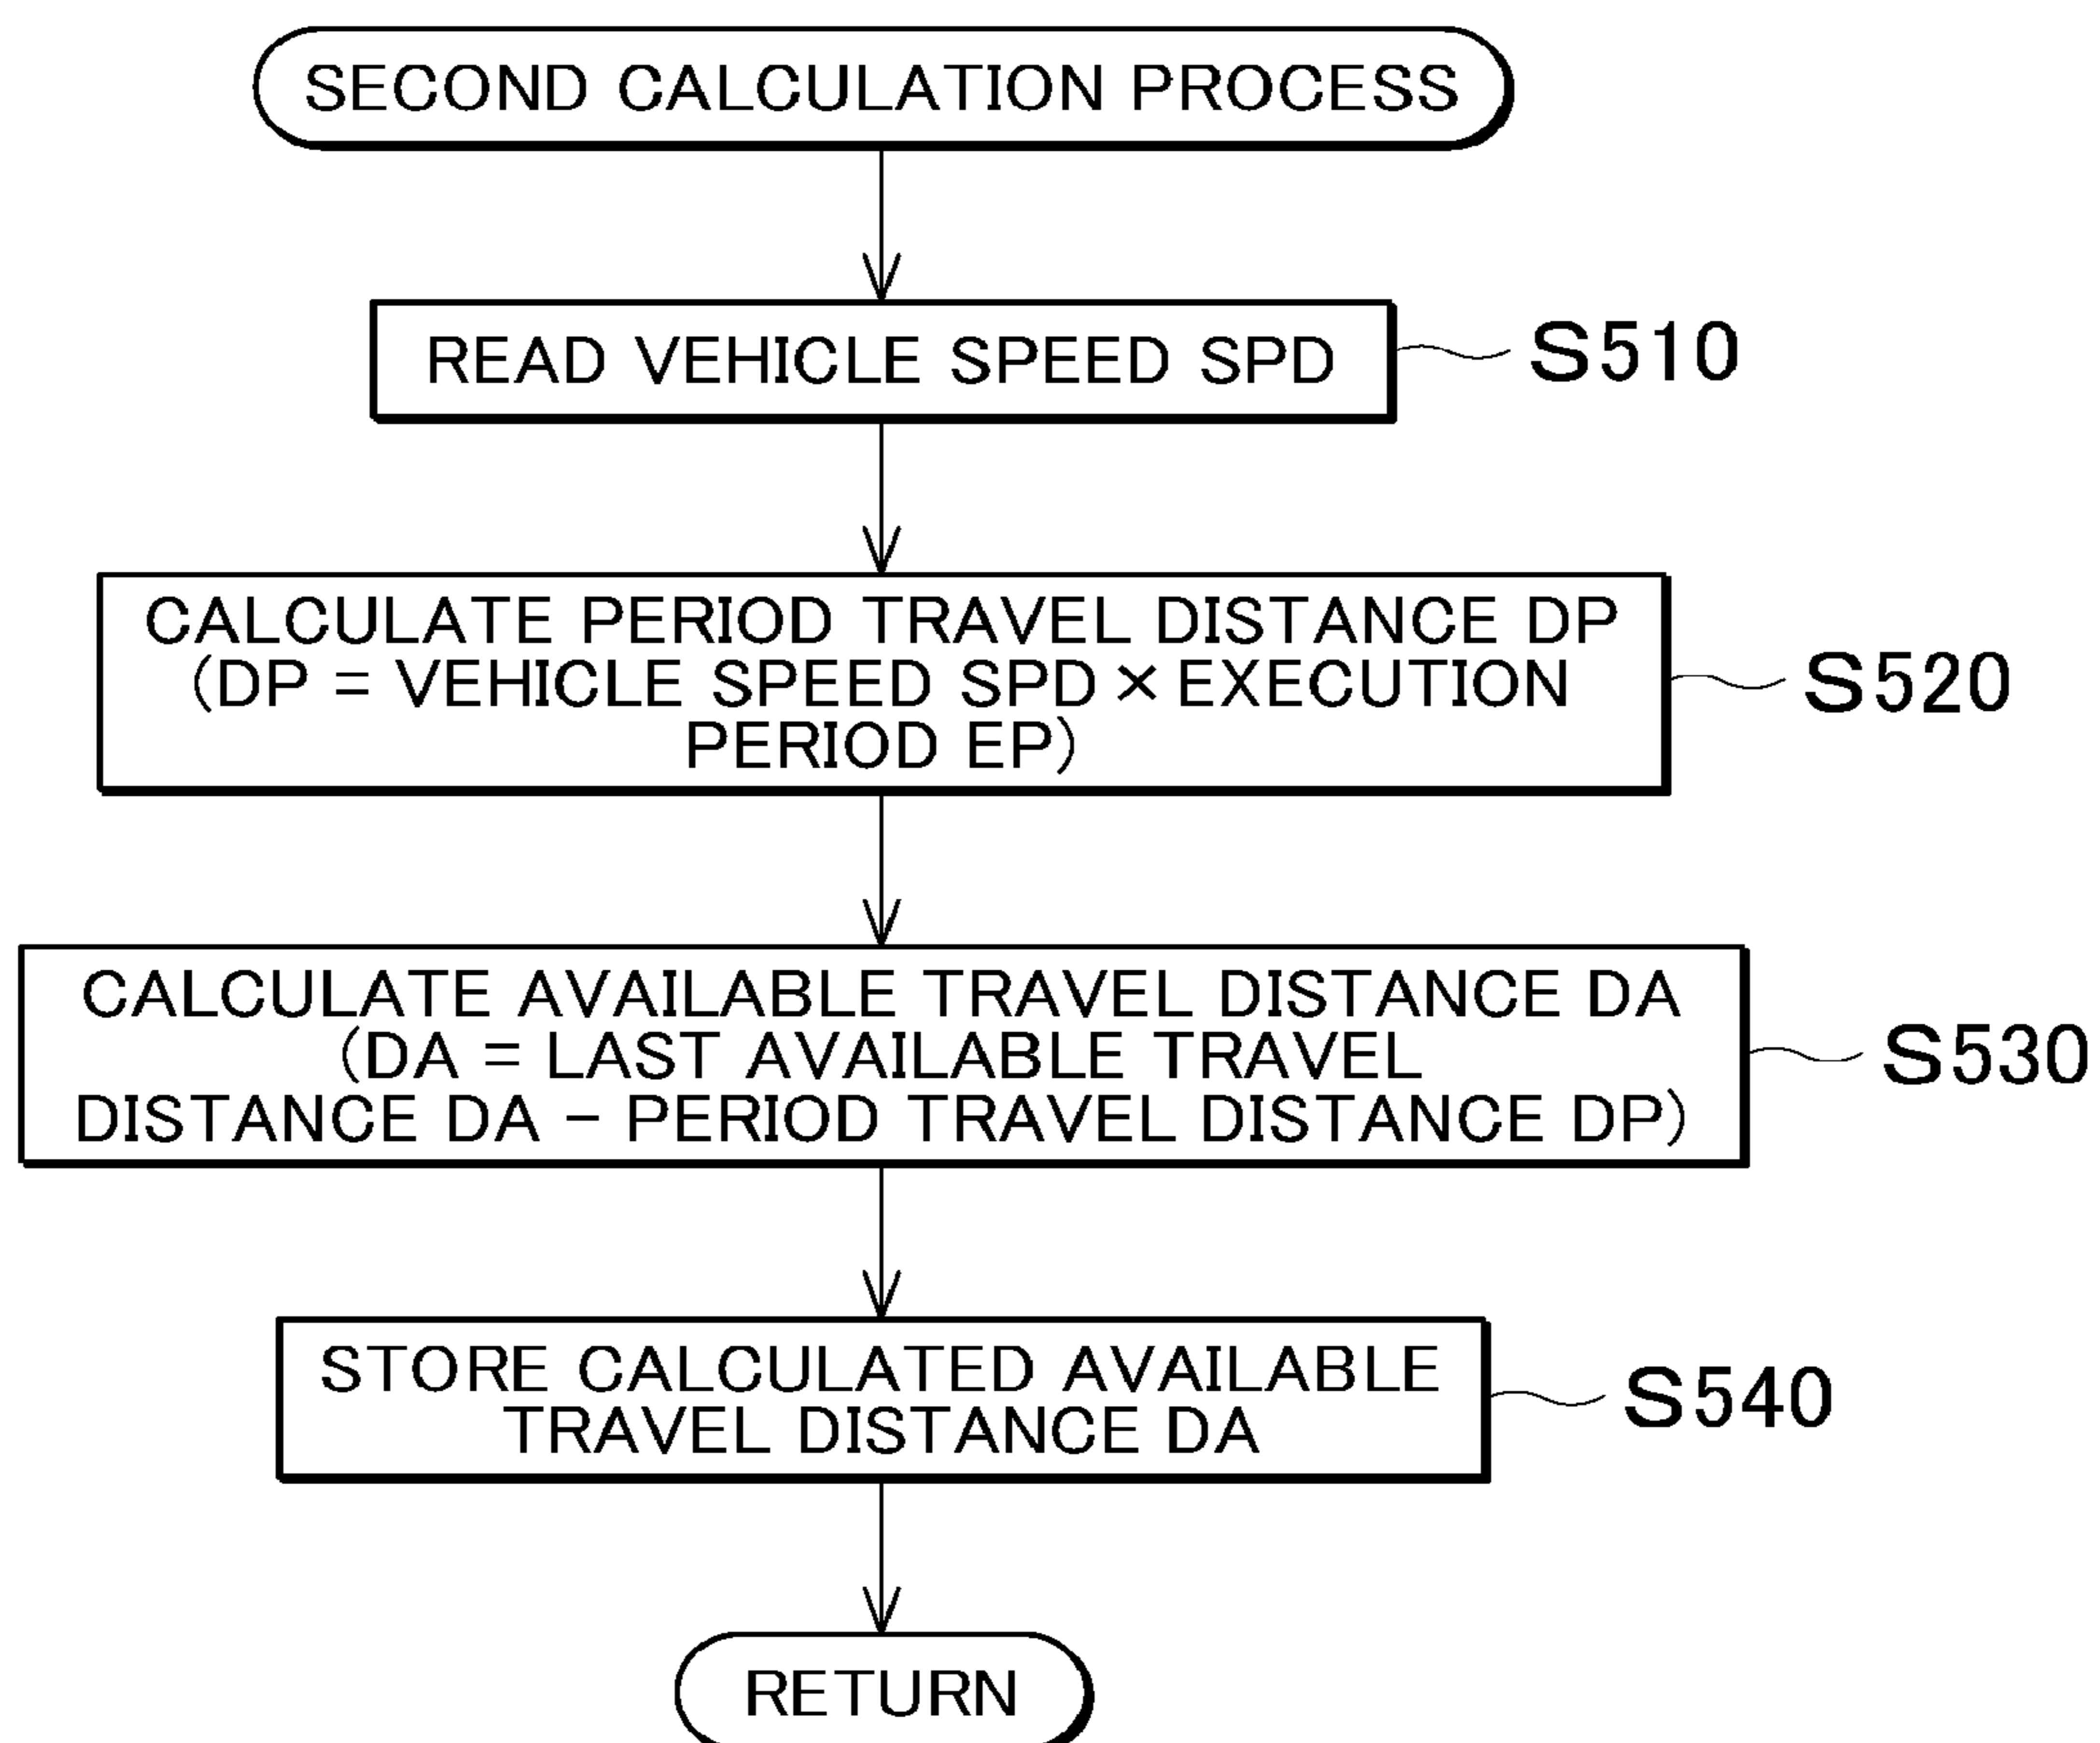 SECOND CALCULATION PROCESS
READ VEHICLE SPEED SPD
S510
CALCULATE PERIOD TRAVEL DISTANCE DP
(DP = VEHICLE SPEED SPD × EXECUTION
PERIOD EP)
S520
CALCULATE AVAILABLE TRAVEL DISTANCE DA
(DA = LAST AVAILABLE TRAVEL
DISTANCE DA − PERIOD TRAVEL DISTANCE DP)
S530
STORE CALCULATED AVAILABLE
TRAVEL DISTANCE DA
S540
RETURN